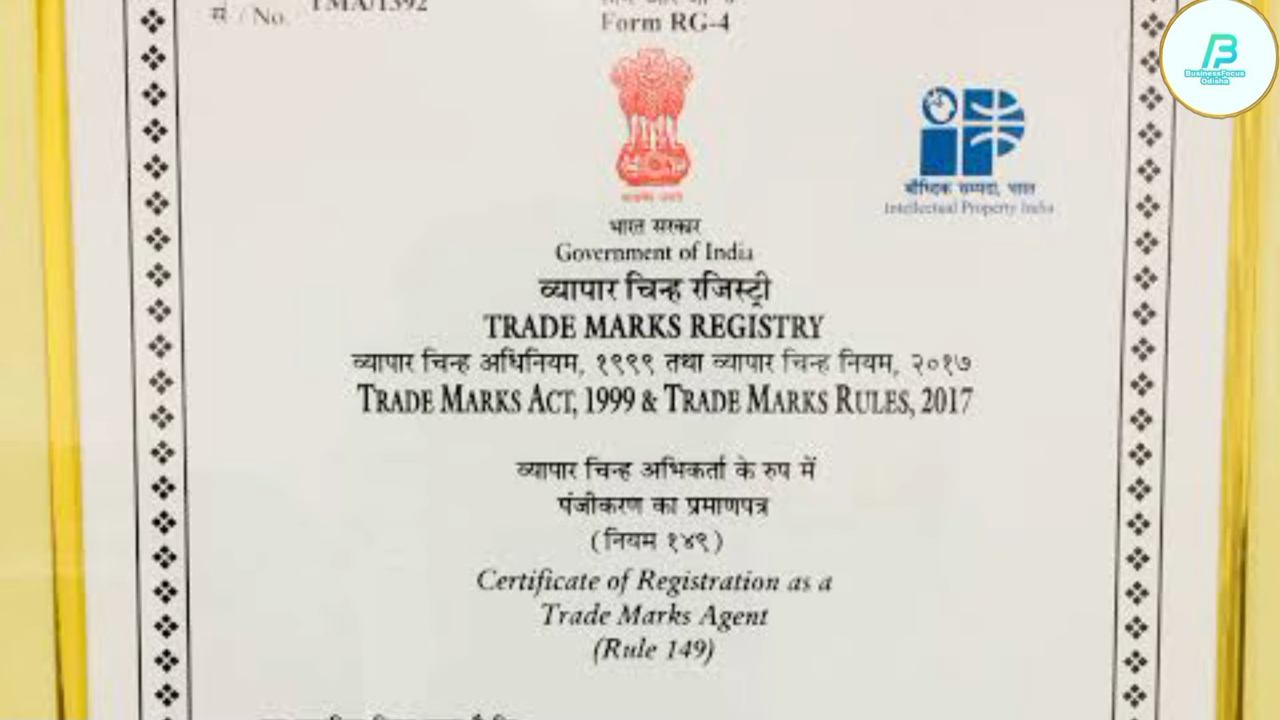 सं / No. TMA/1392
Form RG-4
BusinessFocus
Odisha
बौध्दिक सम्पदा, भारत
Intellectual Property India
भारत सरकार
Government of India
व्यापार चिन्ह रजिस्ट्री
TRADE MARKS REGISTRY
व्यापार चिन्ह अधिनियम, १९९९ तथा व्यापार चिन्ह नियम, २०१७
TRADE MARKS ACT, 1999 & TRADE MARKS RULES, 2017
व्यापार चिन्ह अभिकर्ता के रुप में
पंजीकरण का प्रमाणपत्र
(नियम १४९)
Certificate of Registration as a
Trade Marks Agent
(Rule 149)